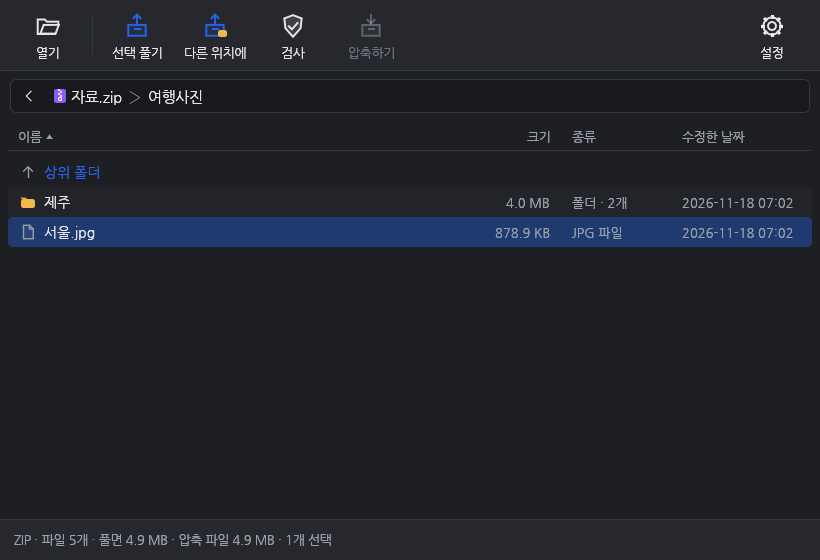 열기 선택 풀기 다른 위치에 검사 압축하기 설정
자료.zip > 여행사진
이름 크기 종류 수정한 날짜
상위 폴더
제주 4.0 MB 폴더 · 2개 2026-11-18 07:02
서울.jpg 878.9 KB JPG 파일 2026-11-18 07:02
ZIP · 파일 5개 · 풀면 4.9 MB · 압축 파일 4.9 MB · 1개 선택